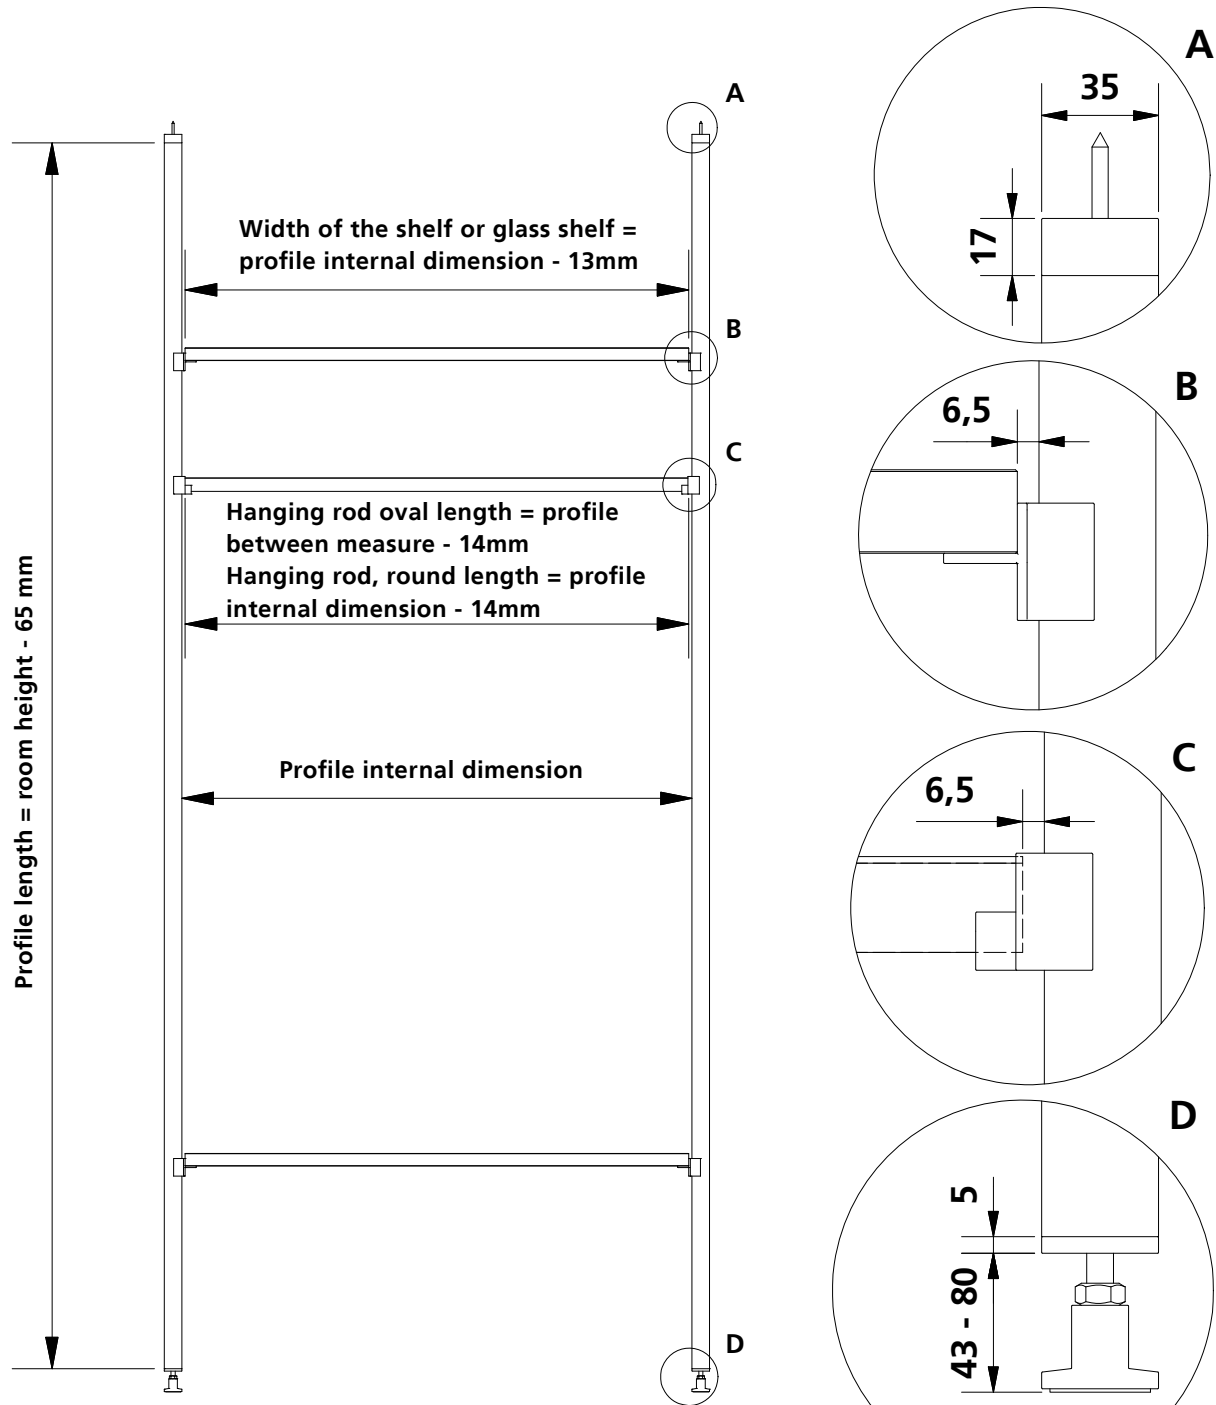 A
Width of the shelf or glass shelf =
profile internal dimension - 13mm
B
C
Hanging rod oval length = profile
between measure - 14mm
Hanging rod, round length = profile
internal dimension - 14mm
Profile internal dimension
Profile length = room height - 65 mm
D
A
35
17
B
6,5
C
6,5
D
5
43 - 80